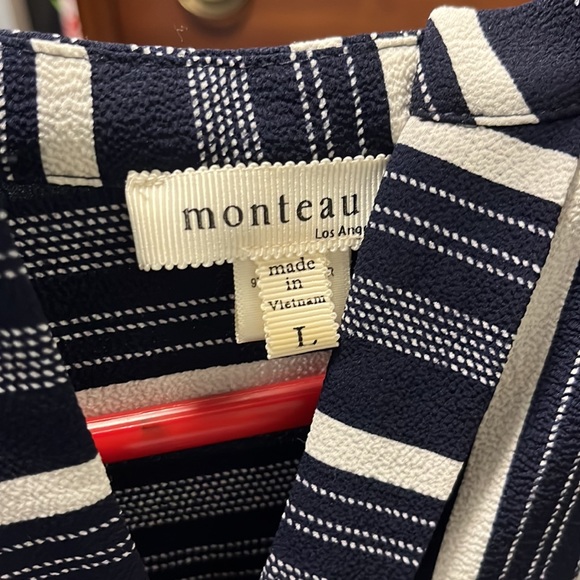 monteau
Los Ang
made
in
Vietnam
L